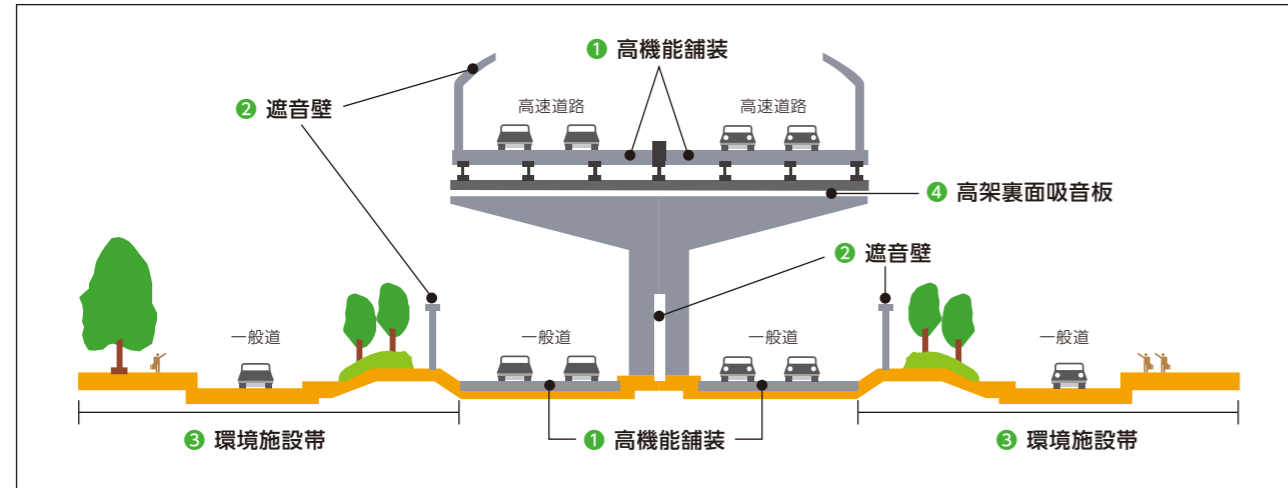 ❶ 高機能舗装
❷ 遮音壁
高速道路
高速道路
❹ 高架裏面吸音板
❷ 遮音壁
一般道
一般道
一般道
一般道
❸ 環境施設帯
❶ 高機能舗装
❸ 環境施設帯